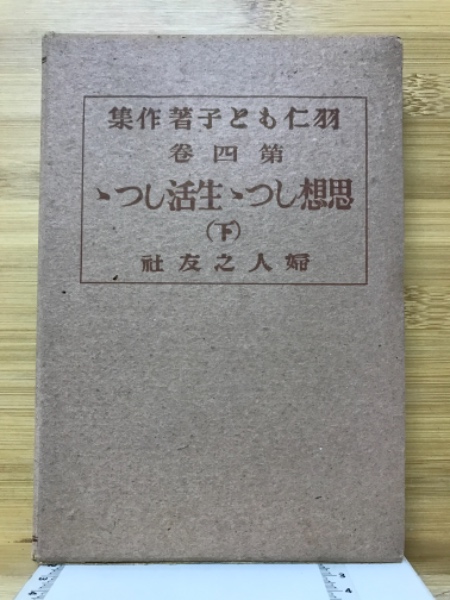 羽仁もと子著作集
第四卷
思想しつゝ生活しつゝ
(下)
婦人之友社